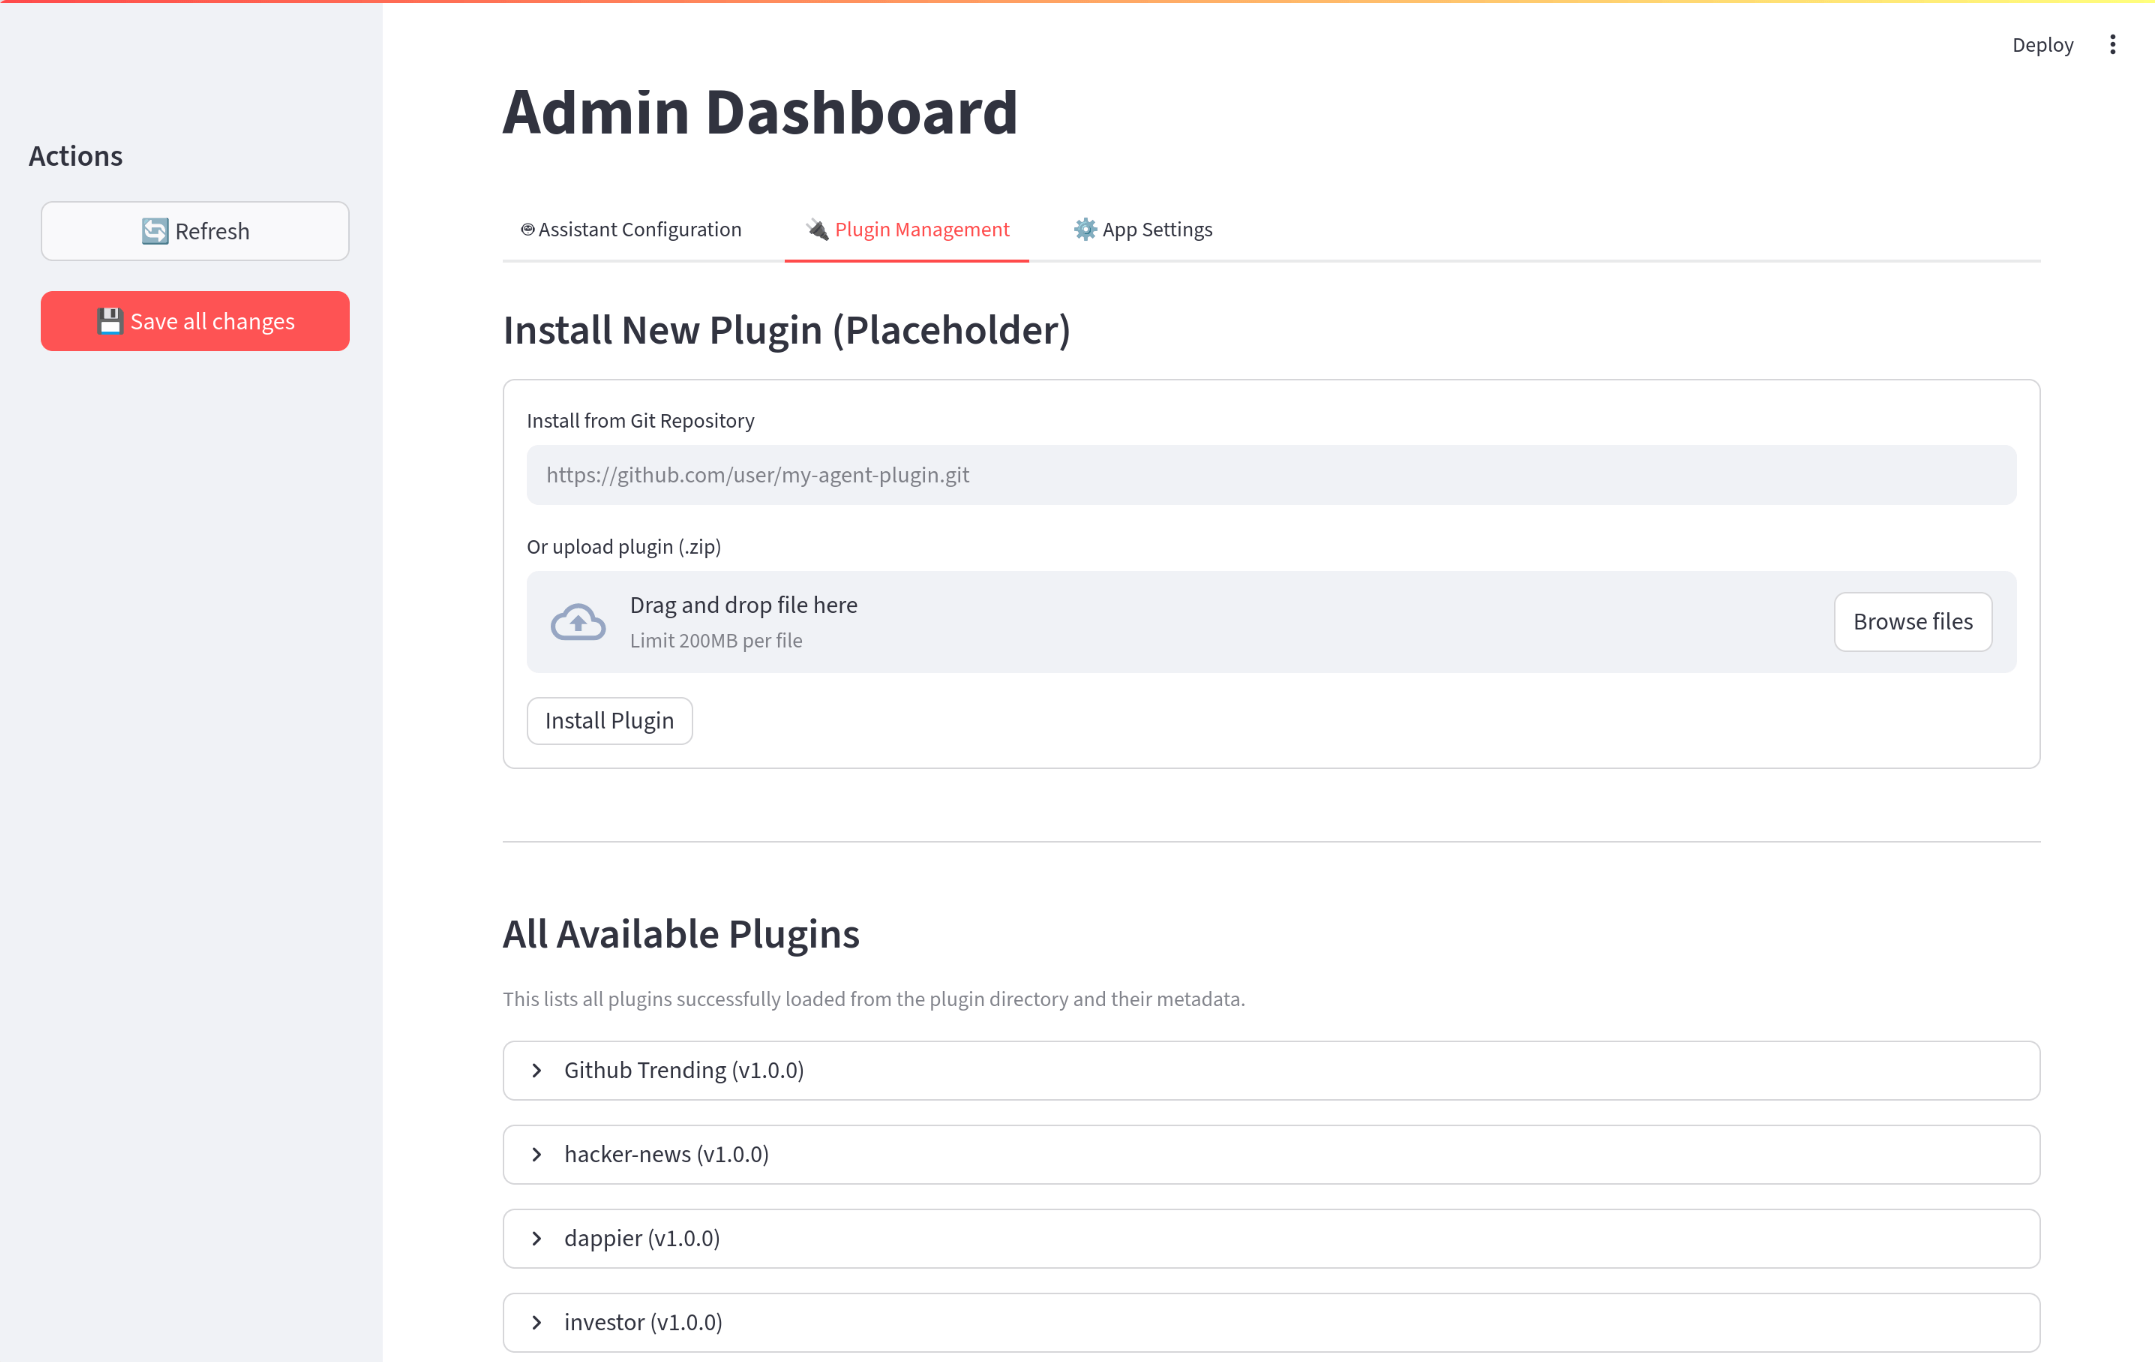 Deploy
Admin Dashboard
Actions
🔄 Refresh
💾 Save all changes
Assistant Configuration
🔌 Plugin Management
⚙️ App Settings
Install New Plugin (Placeholder)
Install from Git Repository
https://github.com/user/my-agent-plugin.git
Or upload plugin (.zip)
Drag and drop file here
Limit 200MB per file
Browse files
Install Plugin
All Available Plugins
This lists all plugins successfully loaded from the plugin directory and their metadata.
Github Trending (v1.0.0)
hacker-news (v1.0.0)
dappier (v1.0.0)
investor (v1.0.0)